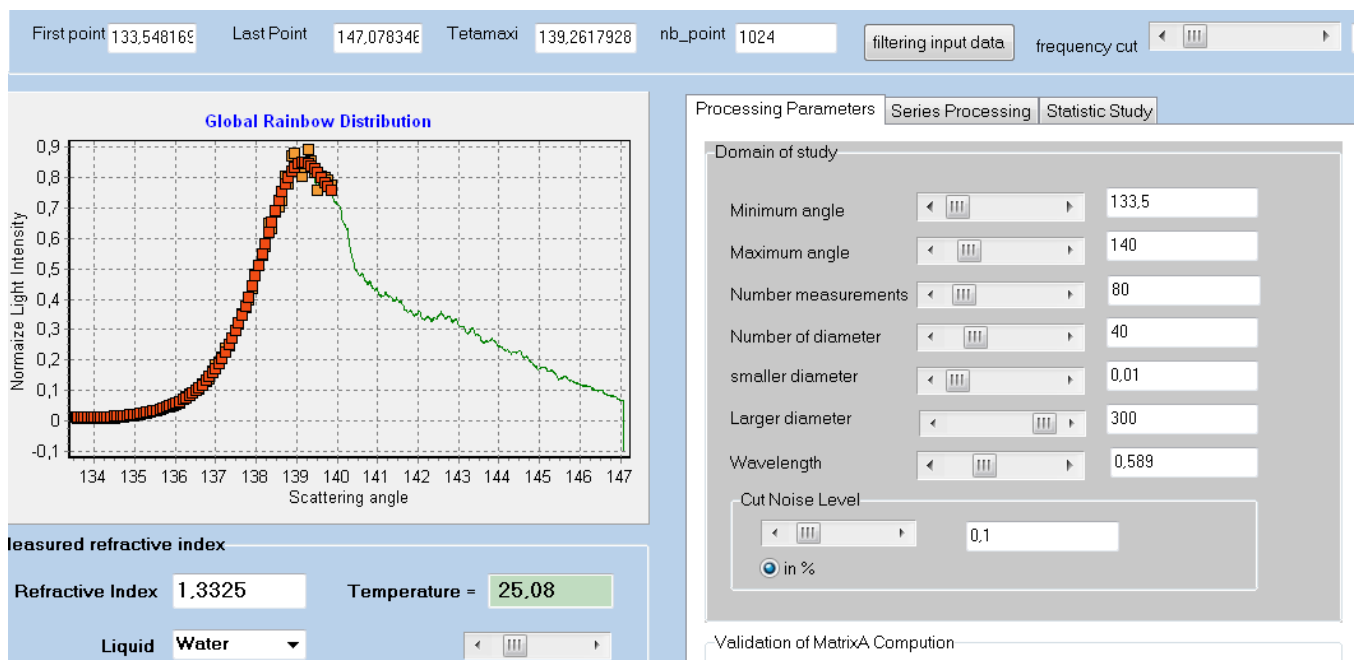 First point 133,548169 Last Point 147,078346 Tetamaxi 139,2617928 nb_point 1024 filtering input data frequency cut
Global Rainbow Distribution
Normaize Light Intensity
0,9
0,8
0,7
0,6
0,5
0,4
0,3
0,2
0,1
0
-0,1
134 135 136 137 138 139 140 141 142 143 144 145 146 147
Scattering angle
Processing Parameters Series Processing Statistic Study
Domain of study
Minimum angle 133,5
Maximum angle 140
Number measurements 80
Number of diameter 40
smaller diameter 0,01
Larger diameter 300
Wavelength 0,589
Cut Noise Level
0,1
in %
leasured refractive index
Refractive Index 1,3325 Temperature = 25,08
Liquid Water
Validation of MatrixA Compution